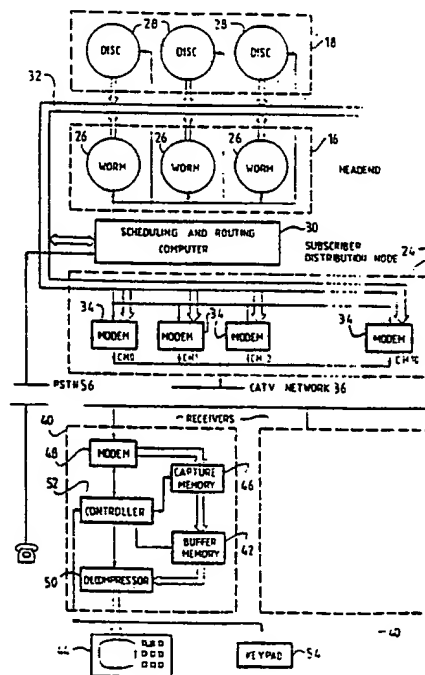 28 28 28
DISC DISC DISC
18
32
26 26 26
16
WORM WORM WORM
HEADEND
SCHEDULING AND ROUTING
COMPUTER
30
SUBSCRIBER
DISTRIBUTION NODE
24
34 34 34
MODEM MODEM MODEM MODEM
CH0 CH1 CH2
PSTN 56
CATV NETWORK 36
RECEIVERS
40
48
MODEM
CAPTURE
MEMORY
46
52
CONTROLLER
BUFFER
MEMORY
42
50
DECOMPRESSOR
44
KEYPAD
54
40